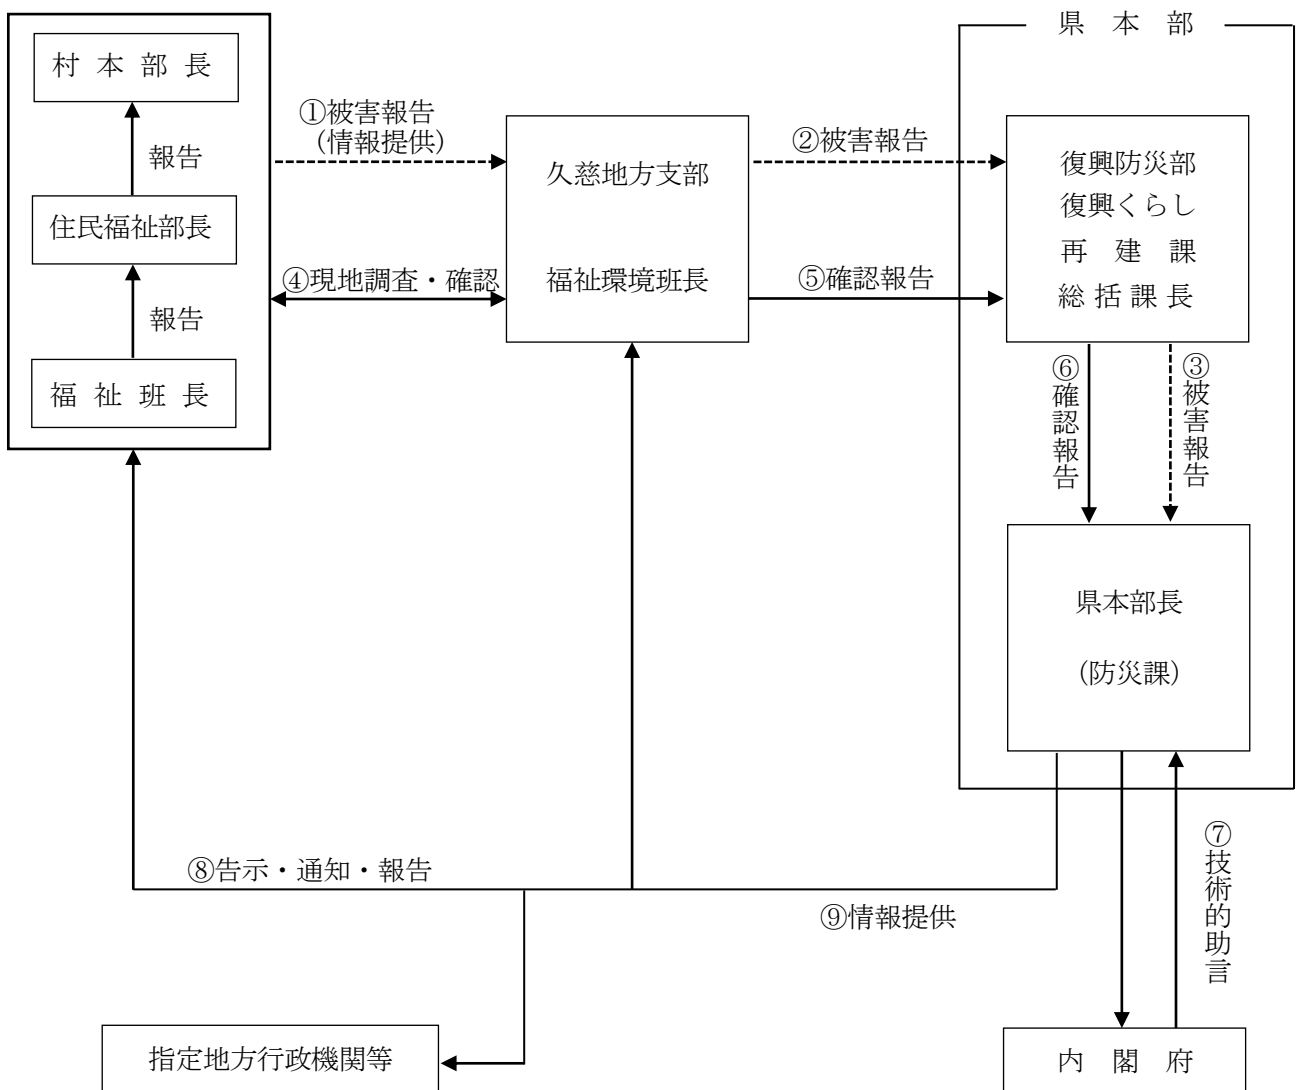 県本部
村本部長
報告
住民福祉部長
報告
福祉班長
①被害報告
(情報提供)
④現地調査・確認
久慈地方支部
福祉環境班長
②被害報告
⑤確認報告
復興防災部
復興くらし
再建課
総括課長
⑥確認報告
③被害報告
県本部長
(防災課)
⑧告示・通知・報告
⑨情報提供
⑦技術的助言
指定地方行政機関等
内閣府